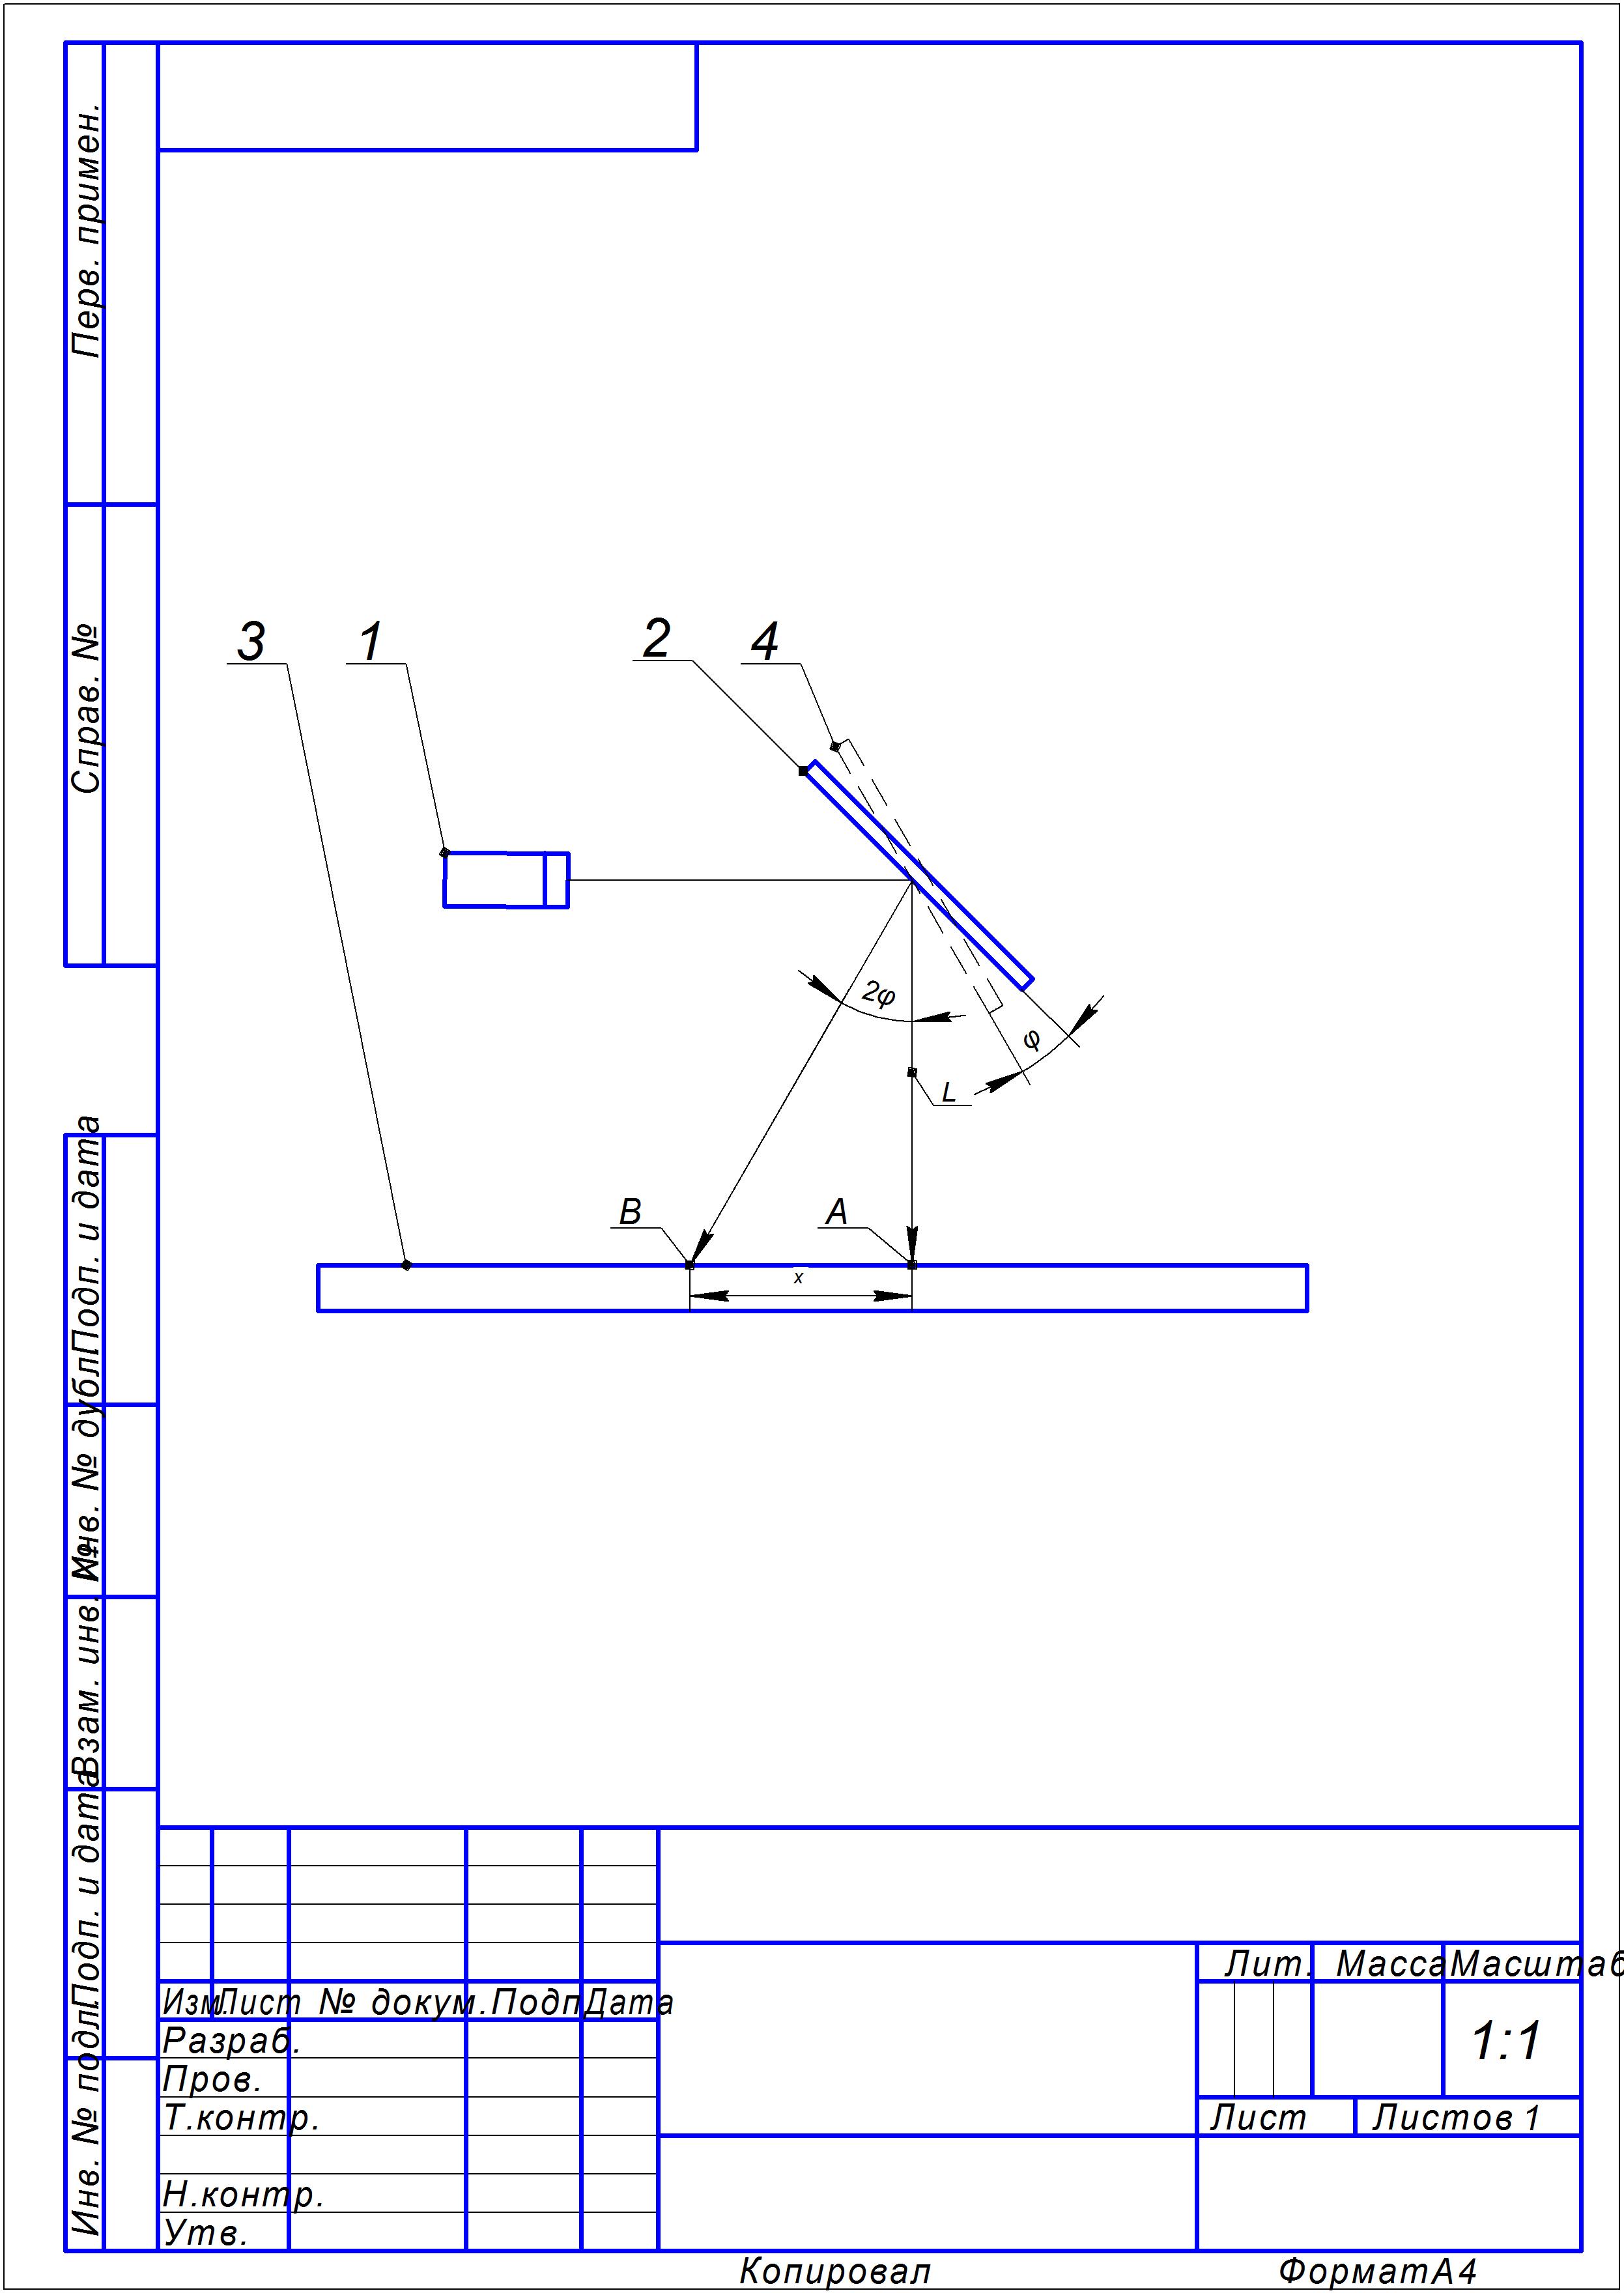 Перв. примен.
Справ. №
3
1
2
4
2φ
φ
L
B
A
x
Подп. и дата
Инв. № дубл.
Взам. инв. №
Подп. и дата
Инв. № подл.
Лит. Масса Масштаб
Изм. Лист № докум. Подп. Дата
Разраб.
1:1
Пров.
Т.контр.
Лист Листов 1
Н.контр.
Утв.
Копировал Формат А4